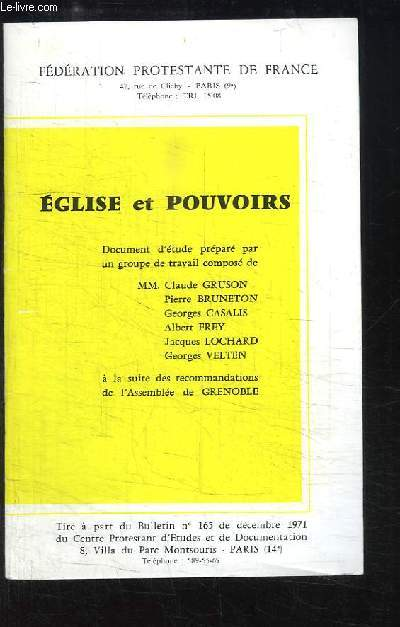 Le-livre.com
FÉDÉRATION PROTESTANTE DE FRANCE
47, rue de Clichy - PARIS (9e)
Téléphone : TRI.
ÉGLISE et POUVOIRS
Document d'étude préparé par
un groupe de travail composé de
MM. Claude GRUSON
Pierre BRUNETON
Georges CASALIS
Albert FREY
Jacques LOCHARD
Georges VELTEN
à la suite des recommandations
de l'Assemblée de GRENOBLE
Tiré à part du Bulletin n° 165 de décembre 1971
du Centre Protestant d'Etudes et de Documentation
8, Villa du Parc Montsouris - PARIS (14e)
Téléphone : 589-55-65